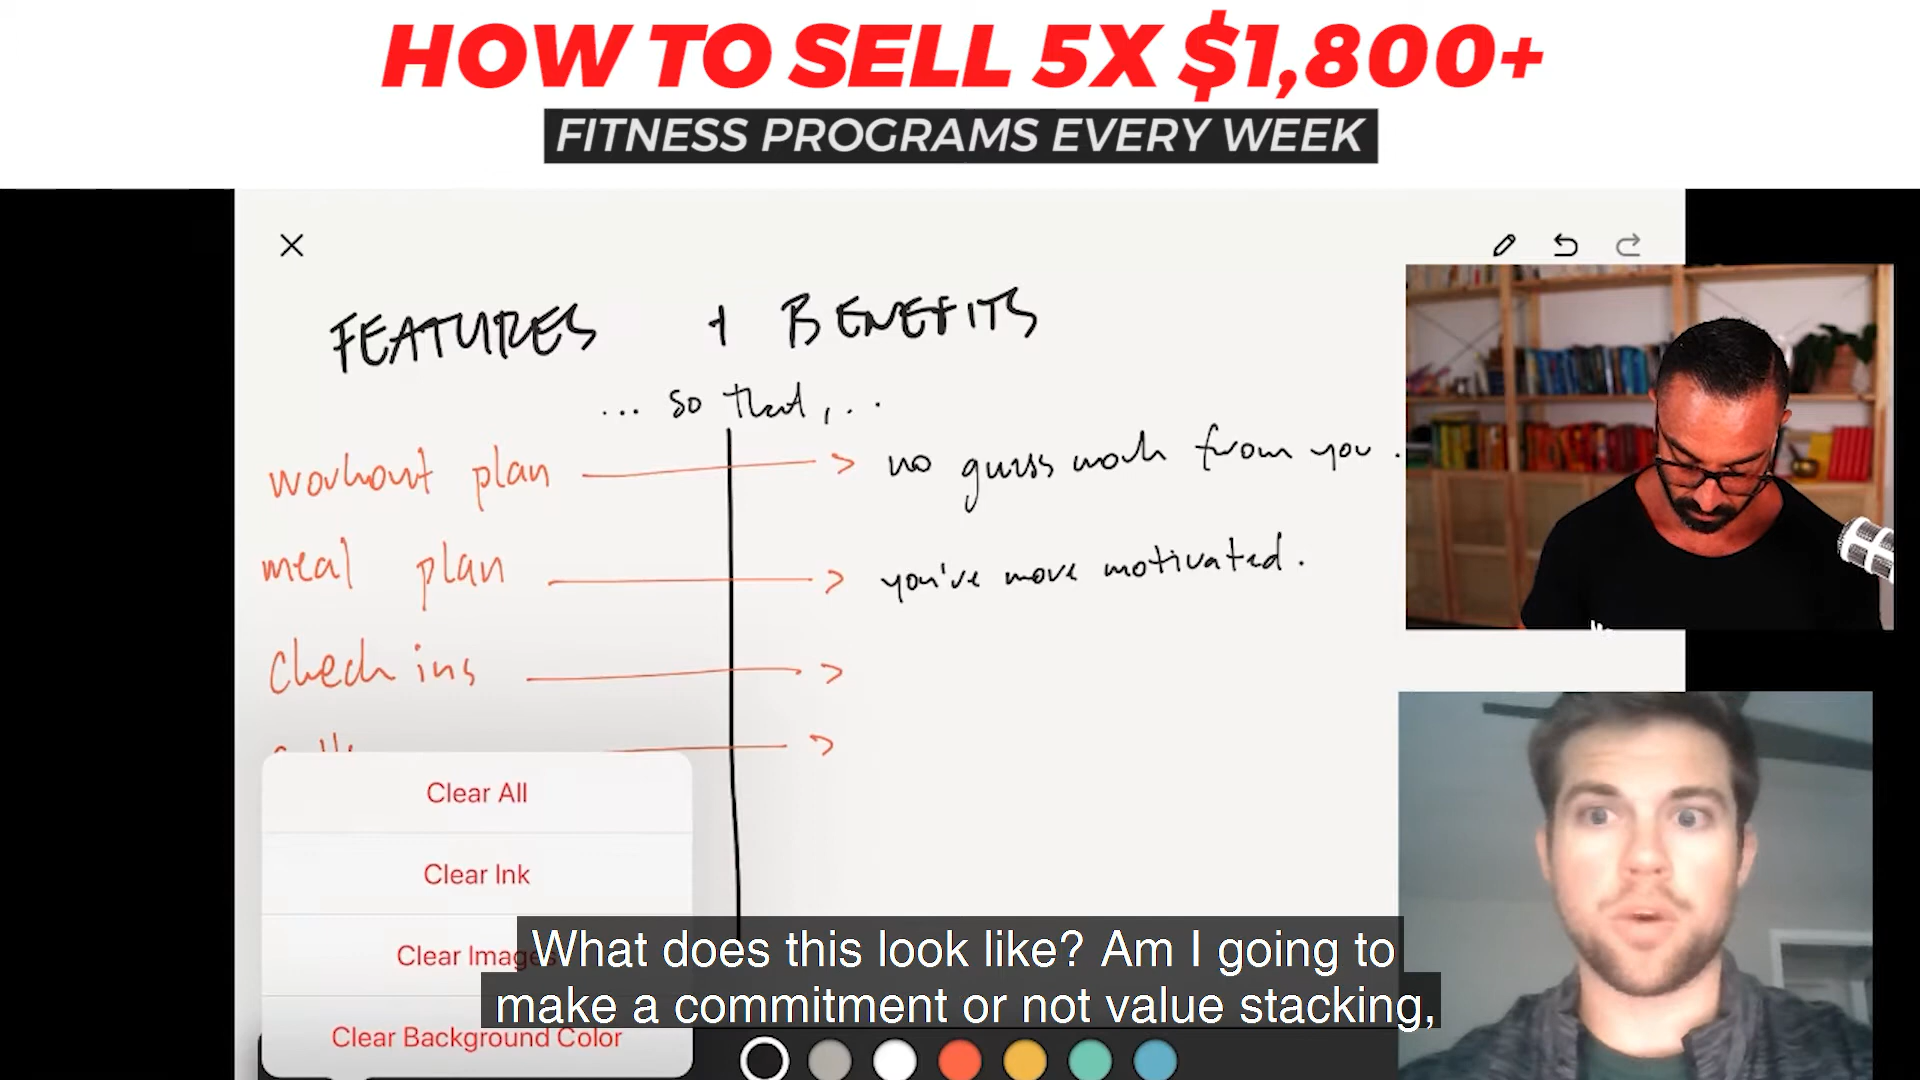 HOW TO SELL 5X $1,800+
FITNESS PROGRAMS EVERY WEEK
FEATURES + BENEFITS
... so that, ..
workout plan no guess work from you.
meal plan you've more motivated.
check ins
Clear All
Clear Ink
Clear Images
Clear Background Color
What does this look like? Am I going to
make a commitment or not value stacking,